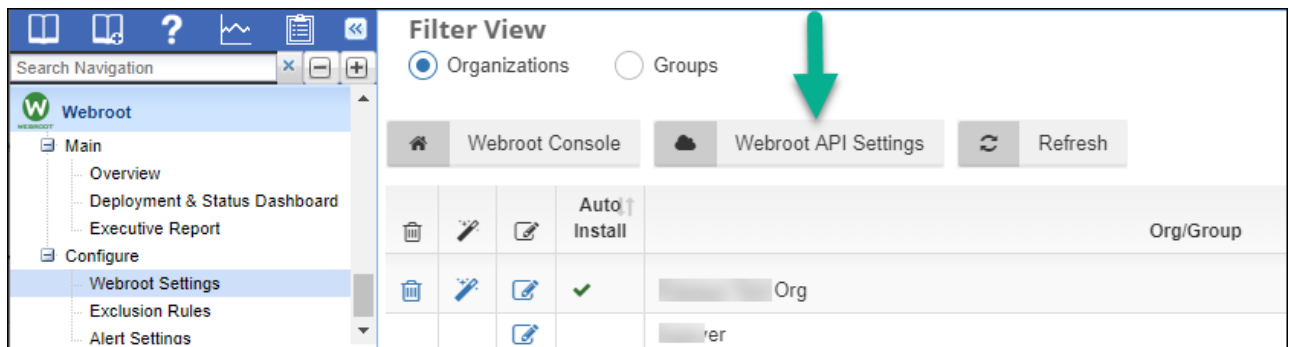 Search Navigation
WEBROOT
Webroot
Main
Overview
Deployment & Status Dashboard
Executive Report
Configure
Webroot Settings
Exclusion Rules
Alert Settings
Filter View
Organizations Groups
Webroot Console Webroot API Settings Refresh
Auto
Install Org/Group
Org